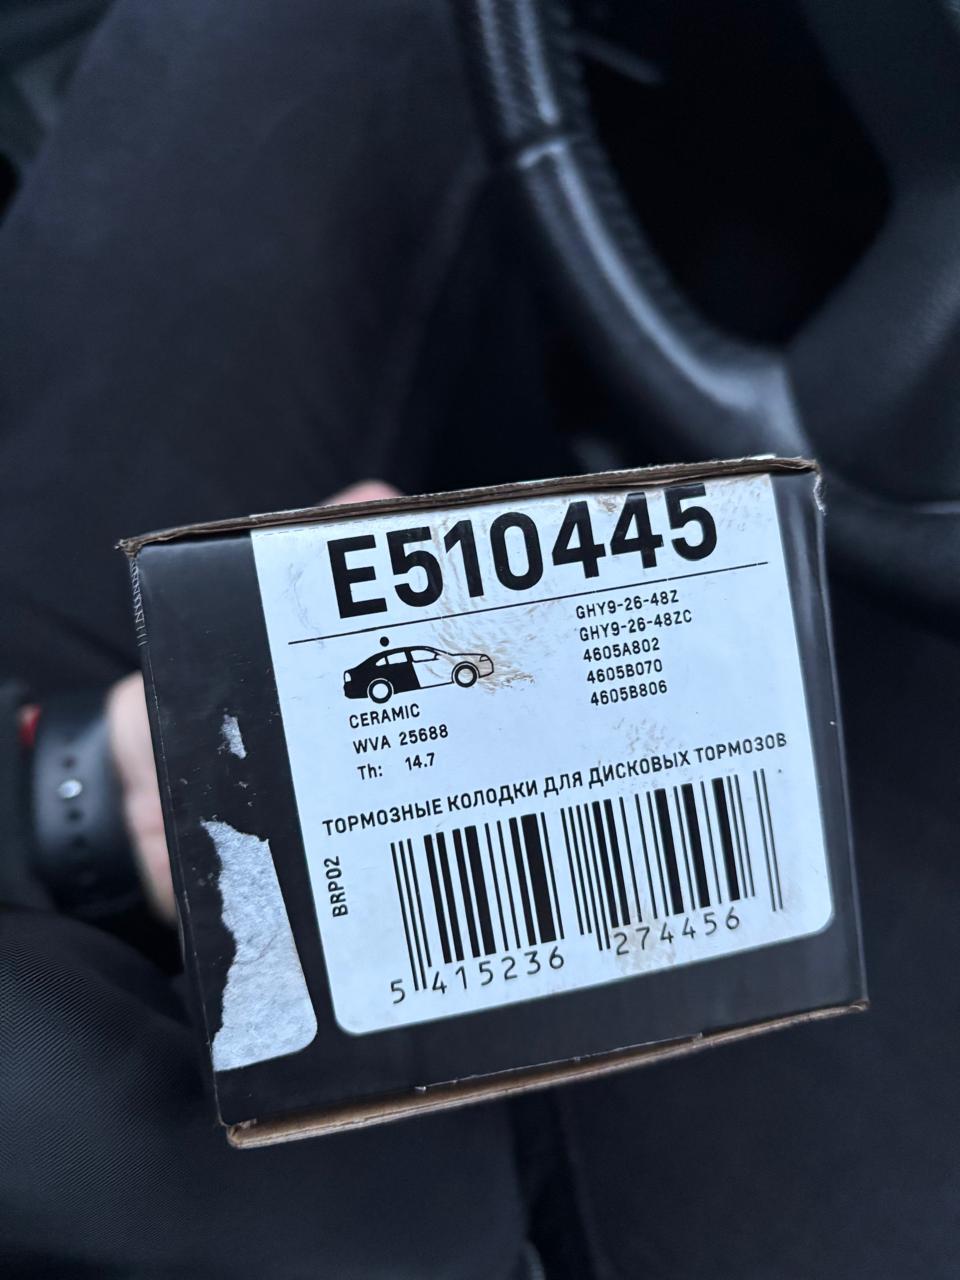 E510445
GHY9-26-48Z
GHY9-26-48ZC
4605A802
4605B070
4605B806
CERAMIC
WVA 25688
Th: 14.7
ТОРМОЗНЫЕ КОЛОДКИ ДЛЯ ДИСКОВЫХ ТОРМОЗОВ
BRP02
5 415236 274456